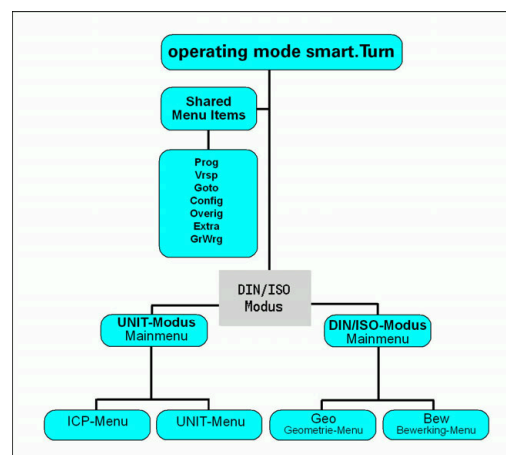 operating mode smart.Turn
Shared
Menu Items
Prog
Vrsp
Goto
Config
Overig
Extra
GrWrg
DIN/ISO
Modus
UNIT-Modus
Mainmenu
DIN/ISO-Modus
Mainmenu
ICP-Menu
UNIT-Menu
Geo
Geometrie-Menu
Bew
Bewerking-Menu